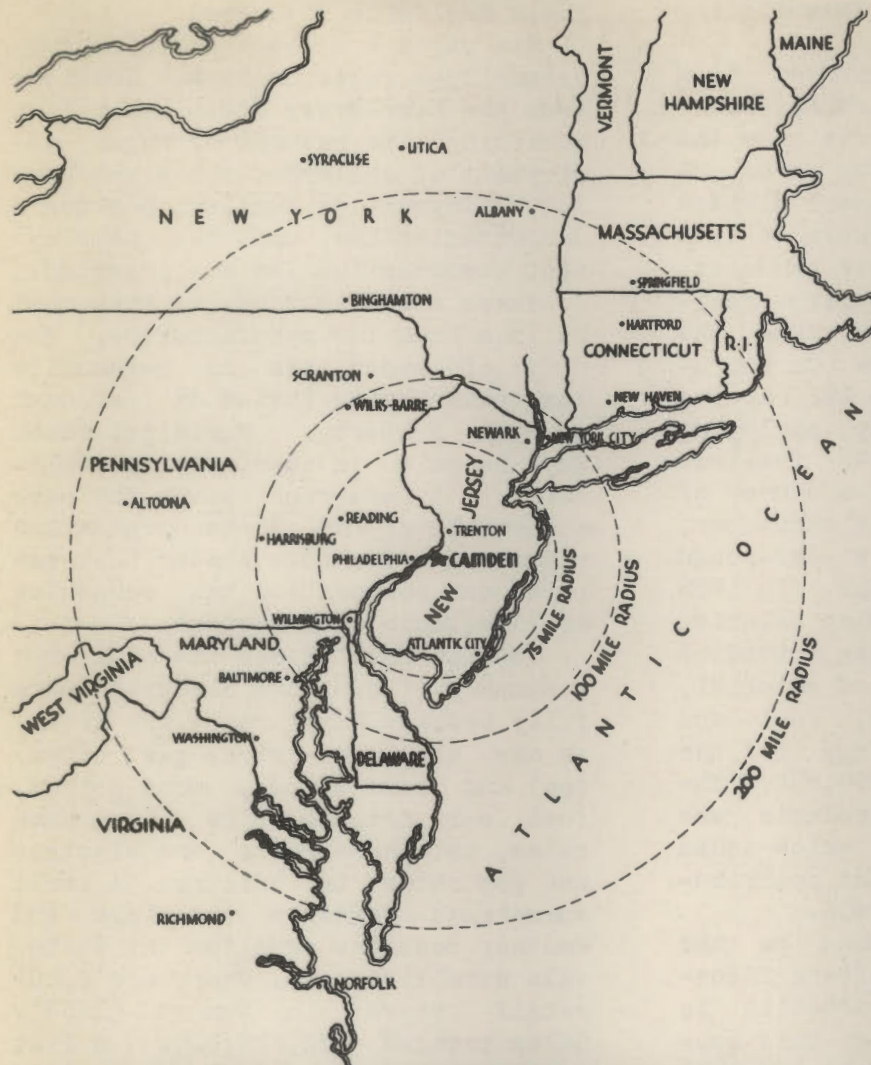 MAINE
VERMONT
NEW
HAMPSHIRE
UTICA
SYRACUSE
NEW YORK
ALBANY
MASSACHUSETTS
SPRINGFIELD
BINGHAMTON
HARTFORD
CONNECTICUT
R.I.
SCRANTON
WILKS-BARRE
NEW HAVEN
NEWARK
NEW YORK CITY
PENNSYLVANIA
ALTOONA
READING
NEW JERSEY
TRENTON
HARRISBURG
PHILADELPHIA
CAMDEN
ATLANTIC OCEAN
WILMINGTON
MARYLAND
ATLANTIC CITY
75 MILE RADIUS
100 MILE RADIUS
200 MILE RADIUS
WEST VIRGINIA
BALTIMORE
WASHINGTON
DELAWARE
VIRGINIA
RICHMOND
NORFOLK